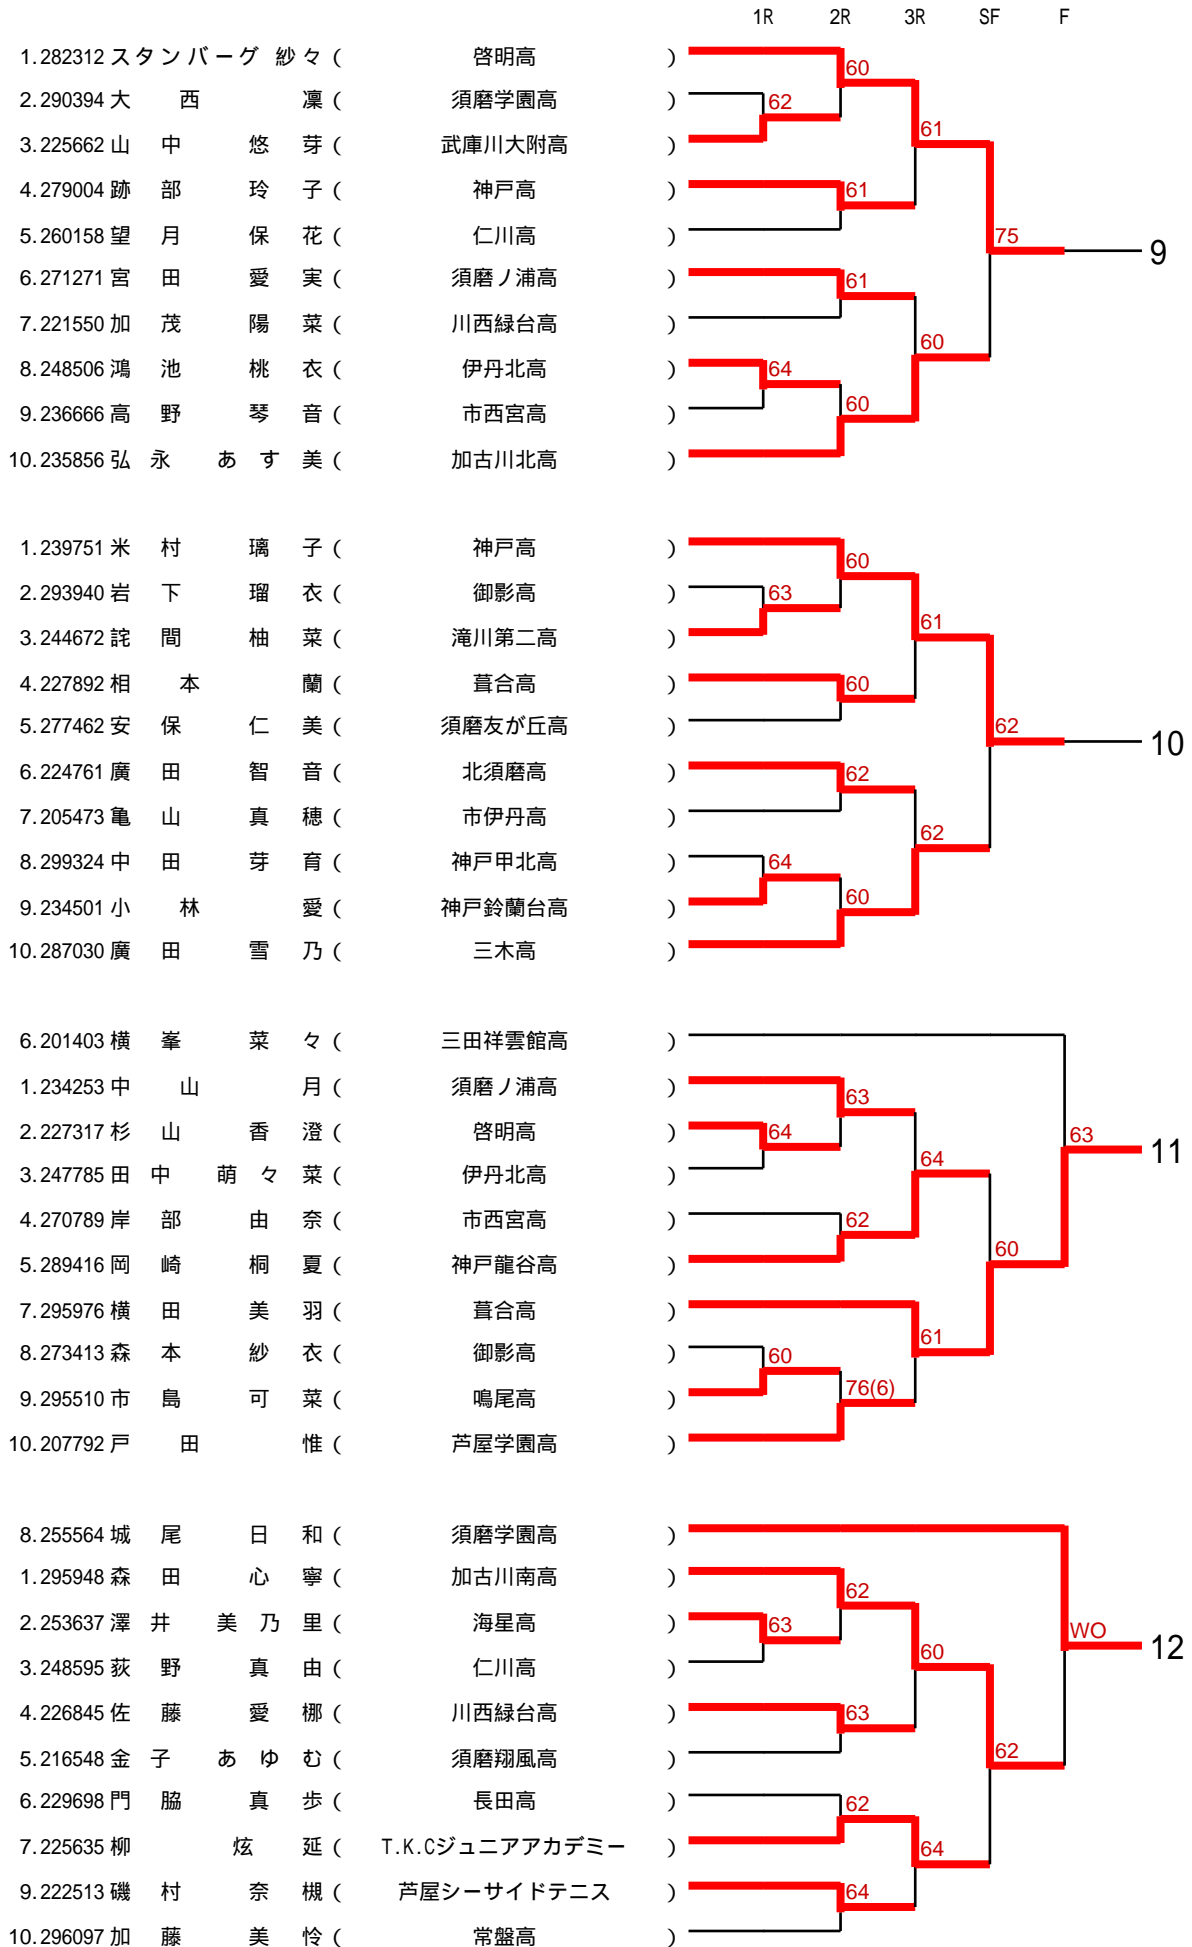 1R 2R 3R SF F
1.282312 スタンバーグ 紗々 ( 啓明高 )
60
2.290394 大西 凛 ( 須磨学園高 )
62
3.225662 山中 悠芽 ( 武庫川大附高 )
61
4.279004 跡部 玲子 ( 神戸高 )
61
5.260158 望月 保花 ( 仁川高 )
75
9
6.271271 宮田 愛実 ( 須磨ノ浦高 )
61
7.221550 加茂 陽菜 ( 川西緑台高 )
60
8.248506 鴻池 桃衣 ( 伊丹北高 )
64
9.236666 高野 琴音 ( 市西宮高 )
60
10.235856 弘永 あす美 ( 加古川北高 )
1.239751 米村 璃子 ( 神戸高 )
60
2.293940 岩下 瑠衣 ( 御影高 )
63
3.244672 詫間 柚菜 ( 滝川第二高 )
61
4.227892 相本 蘭 ( 葺合高 )
60
5.277462 安保 仁美 ( 須磨友が丘高 )
62
10
6.224761 廣田 智音 ( 北須磨高 )
62
7.205473 亀山 真穂 ( 市伊丹高 )
62
8.299324 中田 芽育 ( 神戸甲北高 )
64
9.234501 小林 愛 ( 神戸鈴蘭台高 )
60
10.287030 廣田 雪乃 ( 三木高 )
6.201403 横峯 菜々 ( 三田祥雲館高 )
1.234253 中山 月 ( 須磨ノ浦高 )
63
2.227317 杉山 香澄 ( 啓明高 )
64
63
11
3.247785 田中 萌々菜 ( 伊丹北高 )
64
4.270789 岸部 由奈 ( 市西宮高 )
62
5.289416 岡崎 桐夏 ( 神戸龍谷高 )
60
7.295976 横田 美羽 ( 葺合高 )
61
8.273413 森本 紗衣 ( 御影高 )
60
9.295510 市島 可菜 ( 鳴尾高 )
76(6)
10.207792 戸田 惟 ( 芦屋学園高 )
8.255564 城尾 日和 ( 須磨学園高 )
1.295948 森田 心寧 ( 加古川南高 )
62
2.253637 澤井 美乃里 ( 海星高 )
63
WO
12
3.248595 荻野 真由 ( 仁川高 )
60
4.226845 佐藤 愛梛 ( 川西緑台高 )
63
5.216548 金子 あゆむ ( 須磨翔風高 )
62
6.229698 門脇 真歩 ( 長田高 )
62
7.225635 柳 炫延 ( T.K.Cジュニアアカデミー )
64
9.222513 磯村 奈槻 ( 芦屋シーサイドテニス )
64
10.296097 加藤 美怜 ( 常盤高 )